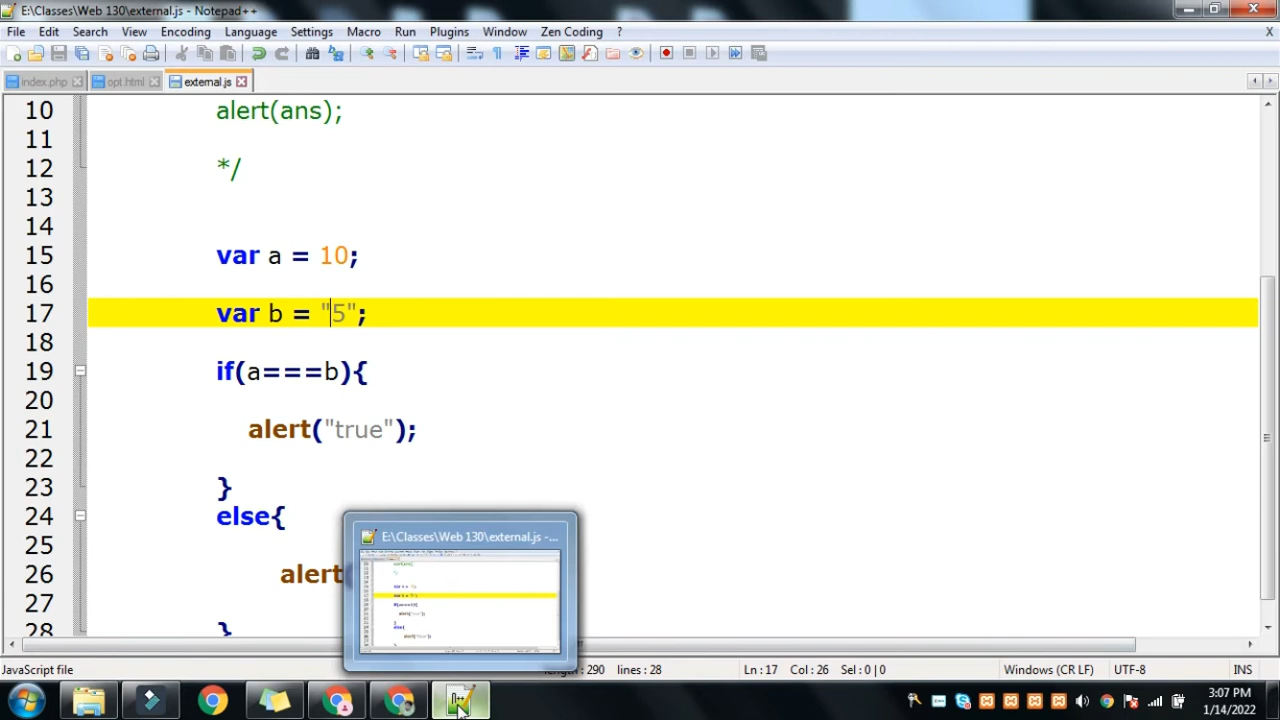 E:\Classes\Web 130\external.js - Notepad++
File Edit Search View Encoding Language Settings Macro Run Plugins Window Zen Coding ? X
index.php opt.html external.js
10 alert(ans);
11
12 */
13
14
15 var a = 10;
16
17 var b = "5";
18
19 if(a===b){
20
21 alert("true");
22
23 }
24 else{
25
26 alert
27
28 }
E:\Classes\Web 130\external.js -...
JavaScript file length: 290 lines: 28 Ln: 17 Col: 26 Sel: 0 | 0 Windows (CR LF) UTF-8 INS
3:07 PM
1/14/2022